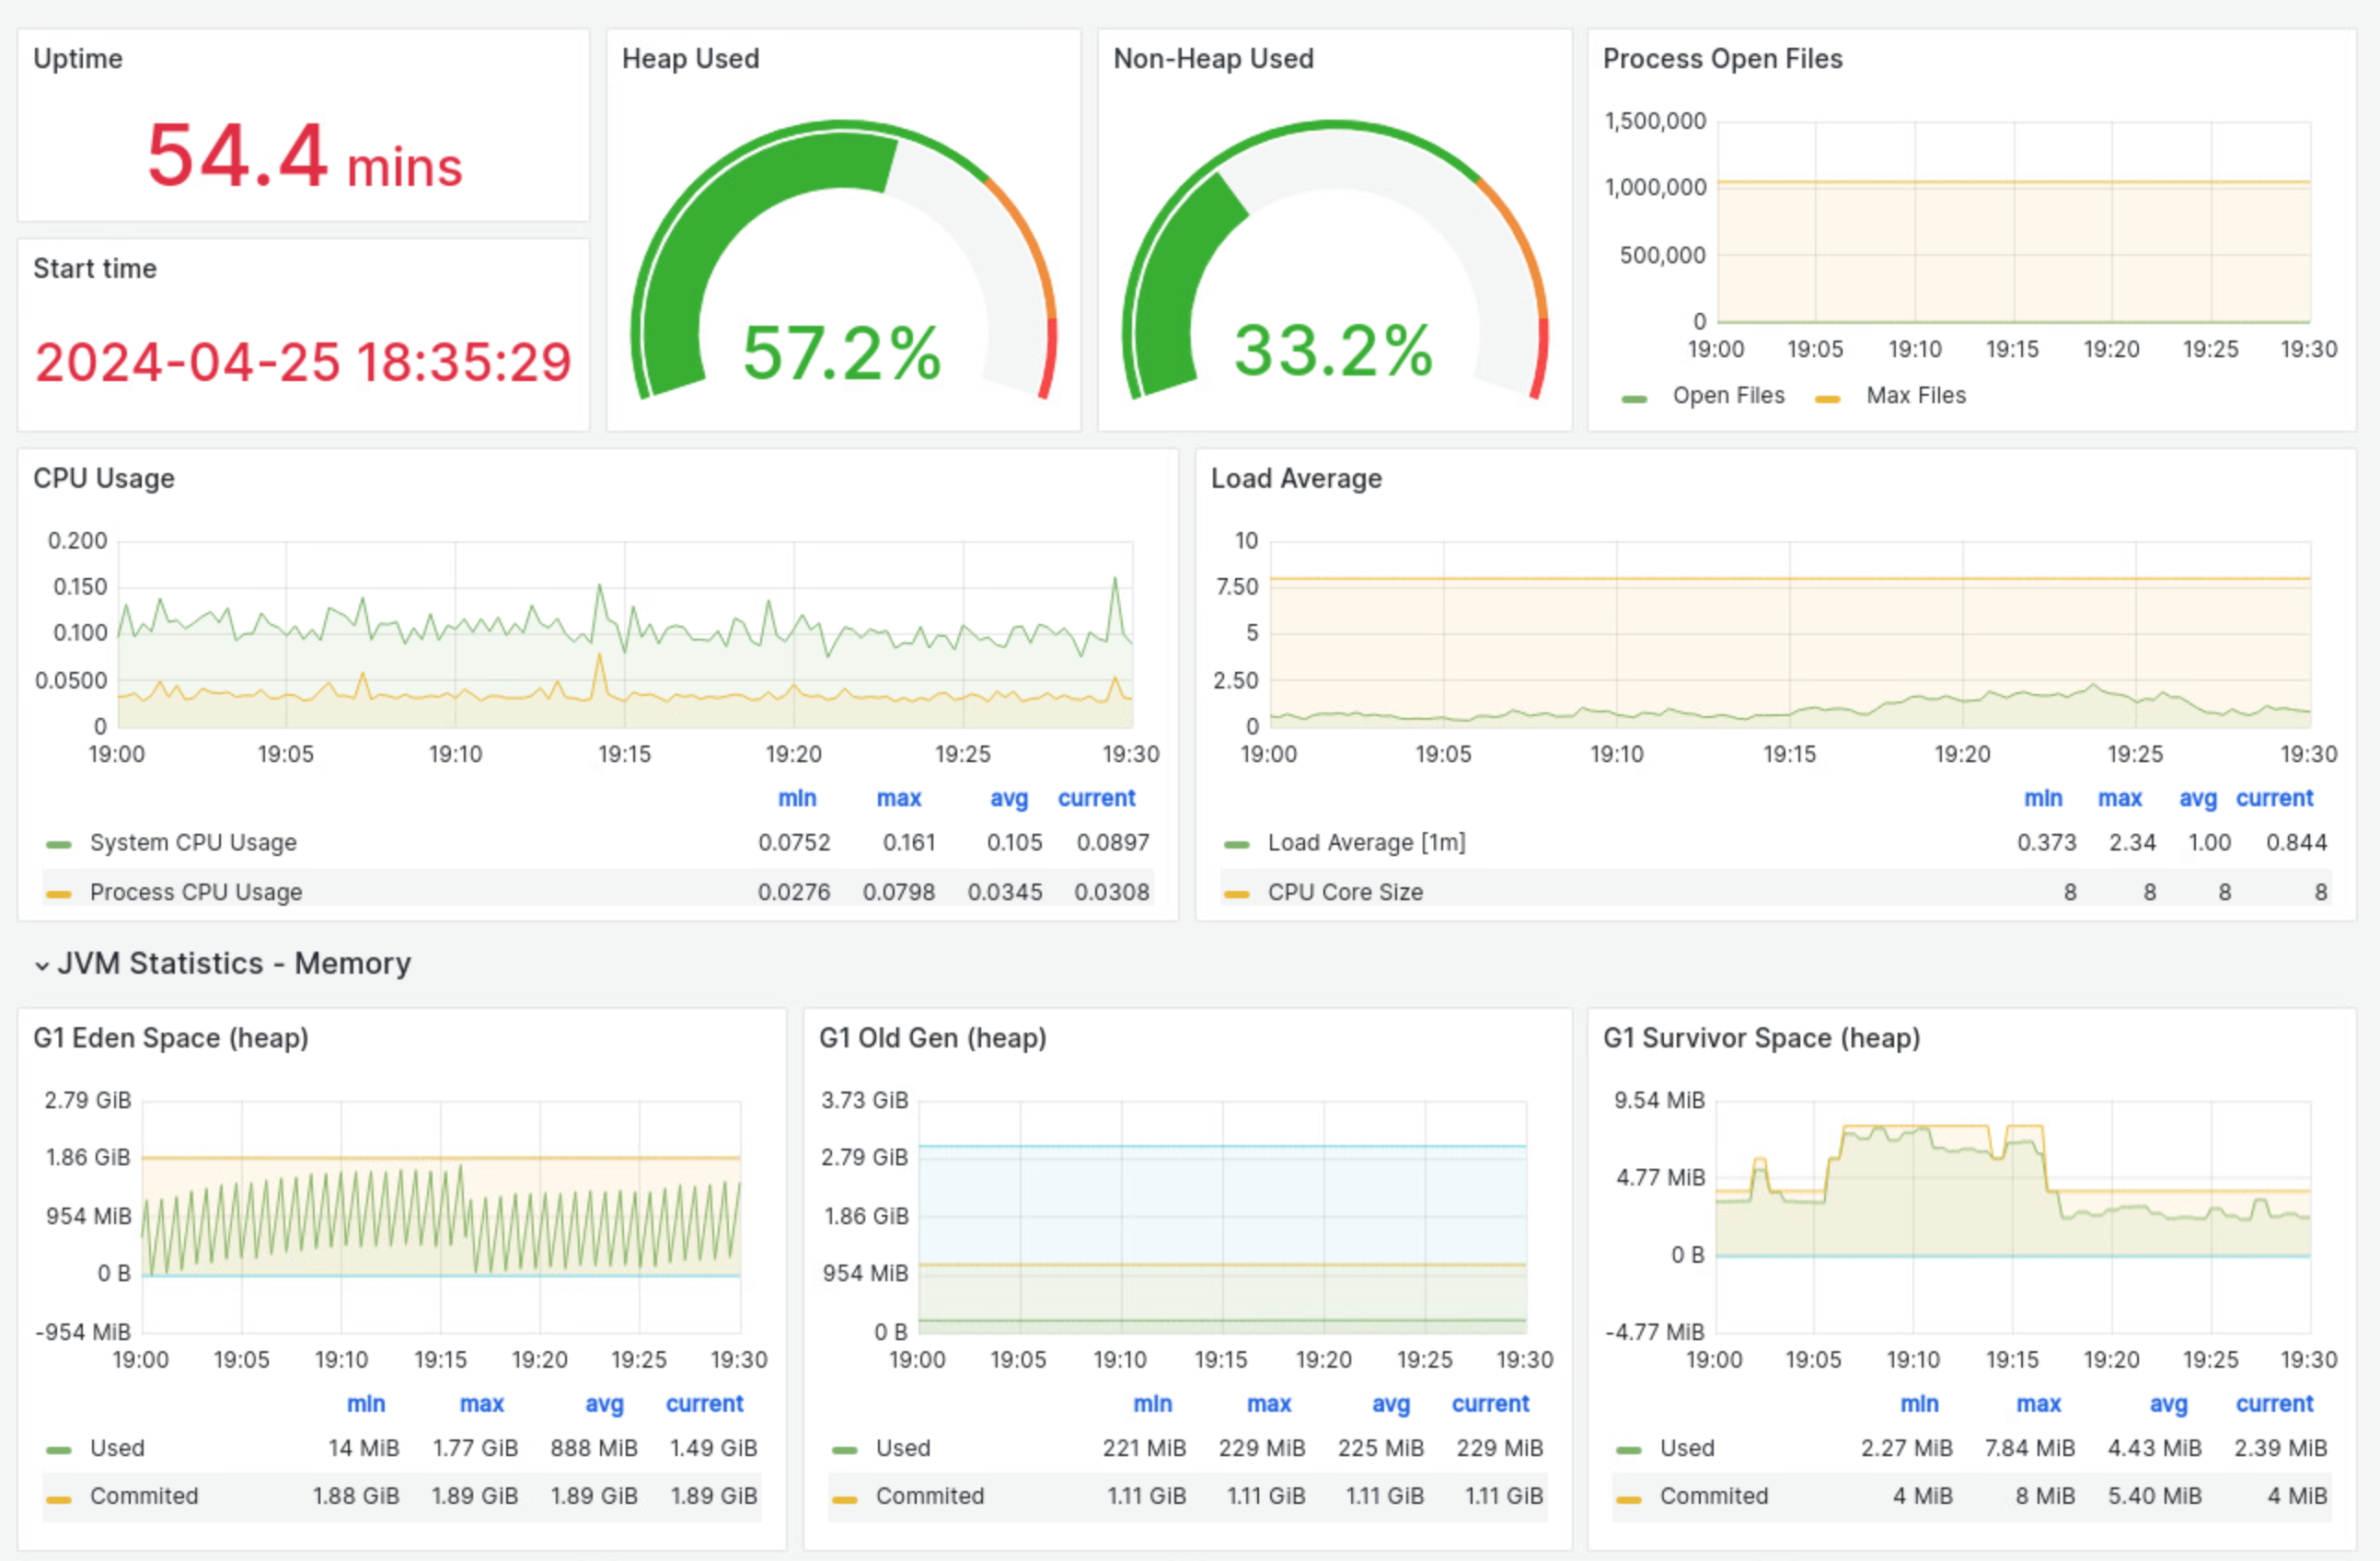 Uptime
54.4 mins
Start time
2024-04-25 18:35:29
Heap Used
57.2%
Non-Heap Used
33.2%
Process Open Files
1,500,000
1,000,000
500,000
0
19:00 19:05 19:10 19:15 19:20 19:25 19:30
Open Files Max Files
CPU Usage
0.200
0.150
0.100
0.0500
0
19:00 19:05 19:10 19:15 19:20 19:25 19:30
min max avg current
System CPU Usage 0.0752 0.161 0.105 0.0897
Process CPU Usage 0.0276 0.0798 0.0345 0.0308
Load Average
10
7.50
5
2.50
0
19:00 19:05 19:10 19:15 19:20 19:25 19:30
min max avg current
Load Average [1m] 0.373 2.34 1.00 0.844
CPU Core Size 8 8 8 8
JVM Statistics - Memory
G1 Eden Space (heap)
2.79 GiB
1.86 GiB
954 MiB
0 B
-954 MiB
19:00 19:05 19:10 19:15 19:20 19:25 19:30
min max avg current
Used 14 MiB 1.77 GiB 888 MiB 1.49 GiB
Commited 1.88 GiB 1.89 GiB 1.89 GiB 1.89 GiB
G1 Old Gen (heap)
3.73 GiB
2.79 GiB
1.86 GiB
954 MiB
0 B
19:00 19:05 19:10 19:15 19:20 19:25 19:30
min max avg current
Used 221 MiB 229 MiB 225 MiB 229 MiB
Commited 1.11 GiB 1.11 GiB 1.11 GiB 1.11 GiB
G1 Survivor Space (heap)
9.54 MiB
4.77 MiB
0 B
-4.77 MiB
19:00 19:05 19:10 19:15 19:20 19:25 19:30
min max avg current
Used 2.27 MiB 7.84 MiB 4.43 MiB 2.39 MiB
Commited 4 MiB 8 MiB 5.40 MiB 4 MiB